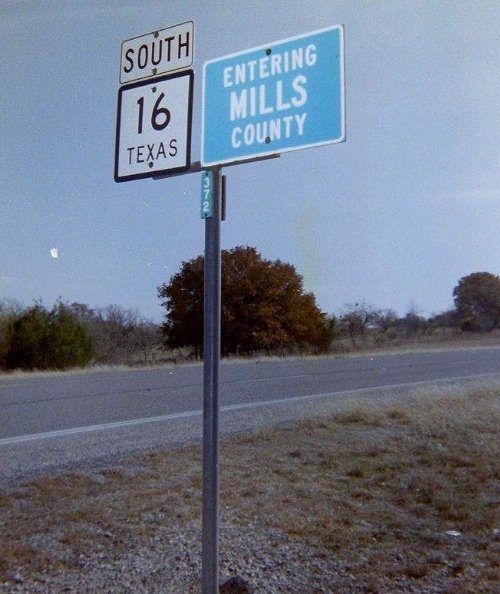 SOUTH
16
TEXAS
ENTERING
MILLS
COUNTY
372